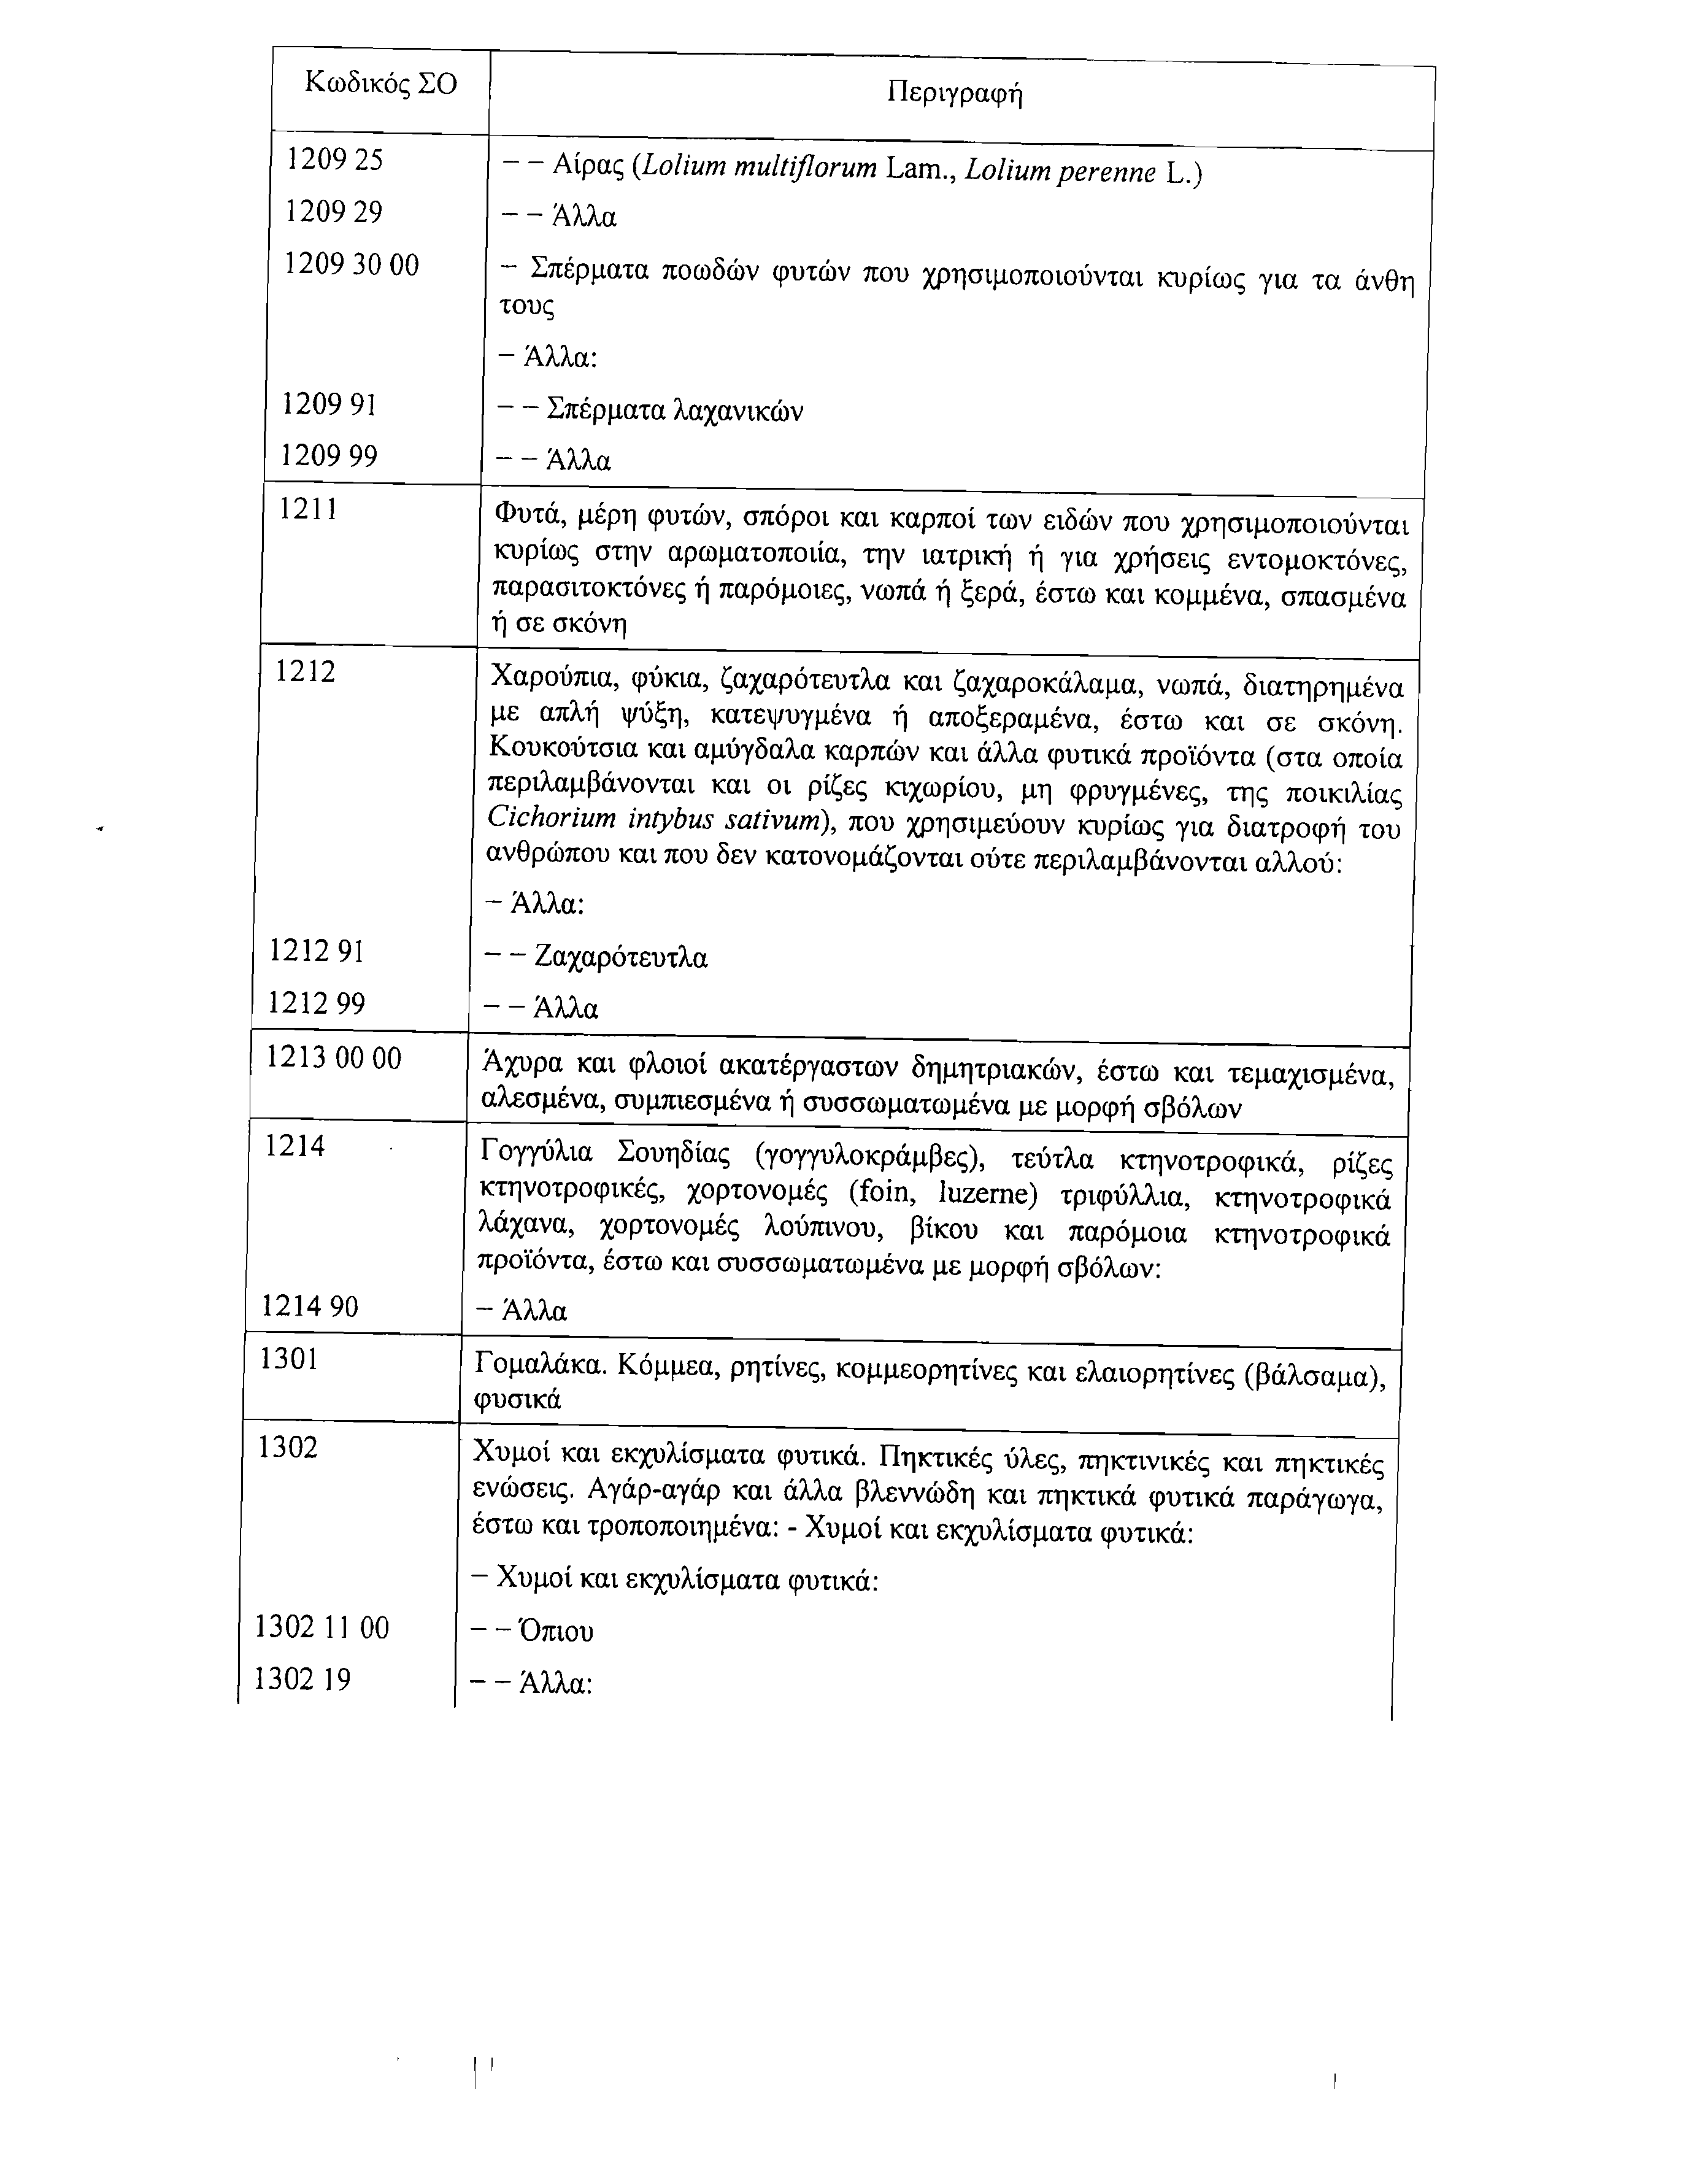 Κωδικός ΣΟ Περιγραφή
1209 25 – – Αίρας (Lolium multiflorum Lam., Lolium perenne L.)
1209 29 – – Άλλα
1209 30 00 – Σπέρματα ποωδών φυτών που χρησιμοποιούνται κυρίως για τα άνθη
τους
– Άλλα:
1209 91 – – Σπέρματα λαχανικών
1209 99 – – Άλλα
1211 Φυτά, μέρη φυτών, σπόροι και καρποί των ειδών που χρησιμοποιούνται
κυρίως στην αρωματοποιία, την ιατρική ή για χρήσεις εντομοκτόνες,
παρασιτοκτόνες ή παρόμοιες, νωπά ή ξερά, έστω και κομμένα, σπασμένα
ή σε σκόνη
1212 Χαρούπια, φύκια, ζαχαρότευτλα και ζαχαροκάλαμα, νωπά, διατηρημένα
με απλή ψύξη, κατεψυγμένα ή αποξεραμένα, έστω και σε σκόνη.
Κουκούτσια και αμύγδαλα καρπών και άλλα φυτικά προϊόντα (στα οποία
περιλαμβάνονται και οι ρίζες κιχωρίου, μη φρυγμένες, της ποικιλίας
Cichorium intybus sativum), που χρησιμεύουν κυρίως για διατροφή του
ανθρώπου και που δεν κατονομάζονται ούτε περιλαμβάνονται αλλού:
– Άλλα:
1212 91 – – Ζαχαρότευτλα
1212 99 – – Άλλα
1213 00 00 Άχυρα και φλοιοί ακατέργαστων δημητριακών, έστω και τεμαχισμένα,
αλεσμένα, συμπιεσμένα ή συσσωματωμένα με μορφή σβόλων
1214 Γογγύλια Σουηδίας (γογγυλοκράμβες), τεύτλα κτηνοτροφικά, ρίζες
κτηνοτροφικές, χορτονομές (foin, luzerne) τριφύλλια, κτηνοτροφικά
λάχανα, χορτονομές λούπινου, βίκου και παρόμοια κτηνοτροφικά
προϊόντα, έστω και συσσωματωμένα με μορφή σβόλων:
1214 90 – Άλλα
1301 Γομαλάκα. Κόμμεα, ρητίνες, κομμεορητίνες και ελαιορητίνες (βάλσαμα),
φυσικά
1302 Χυμοί και εκχυλίσματα φυτικά. Πηκτικές ύλες, πηκτινικές και πηκτικές
ενώσεις. Αγάρ-αγάρ και άλλα βλεννώδη και πηκτικά φυτικά παράγωγα,
έστω και τροποποιημένα: - Χυμοί και εκχυλίσματα φυτικά:
– Χυμοί και εκχυλίσματα φυτικά:
1302 11 00 – – Όπιου
1302 19 – – Άλλα: